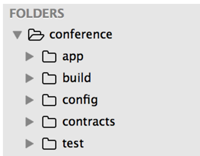 FOLDERS
conference
app
build
config
contracts
test